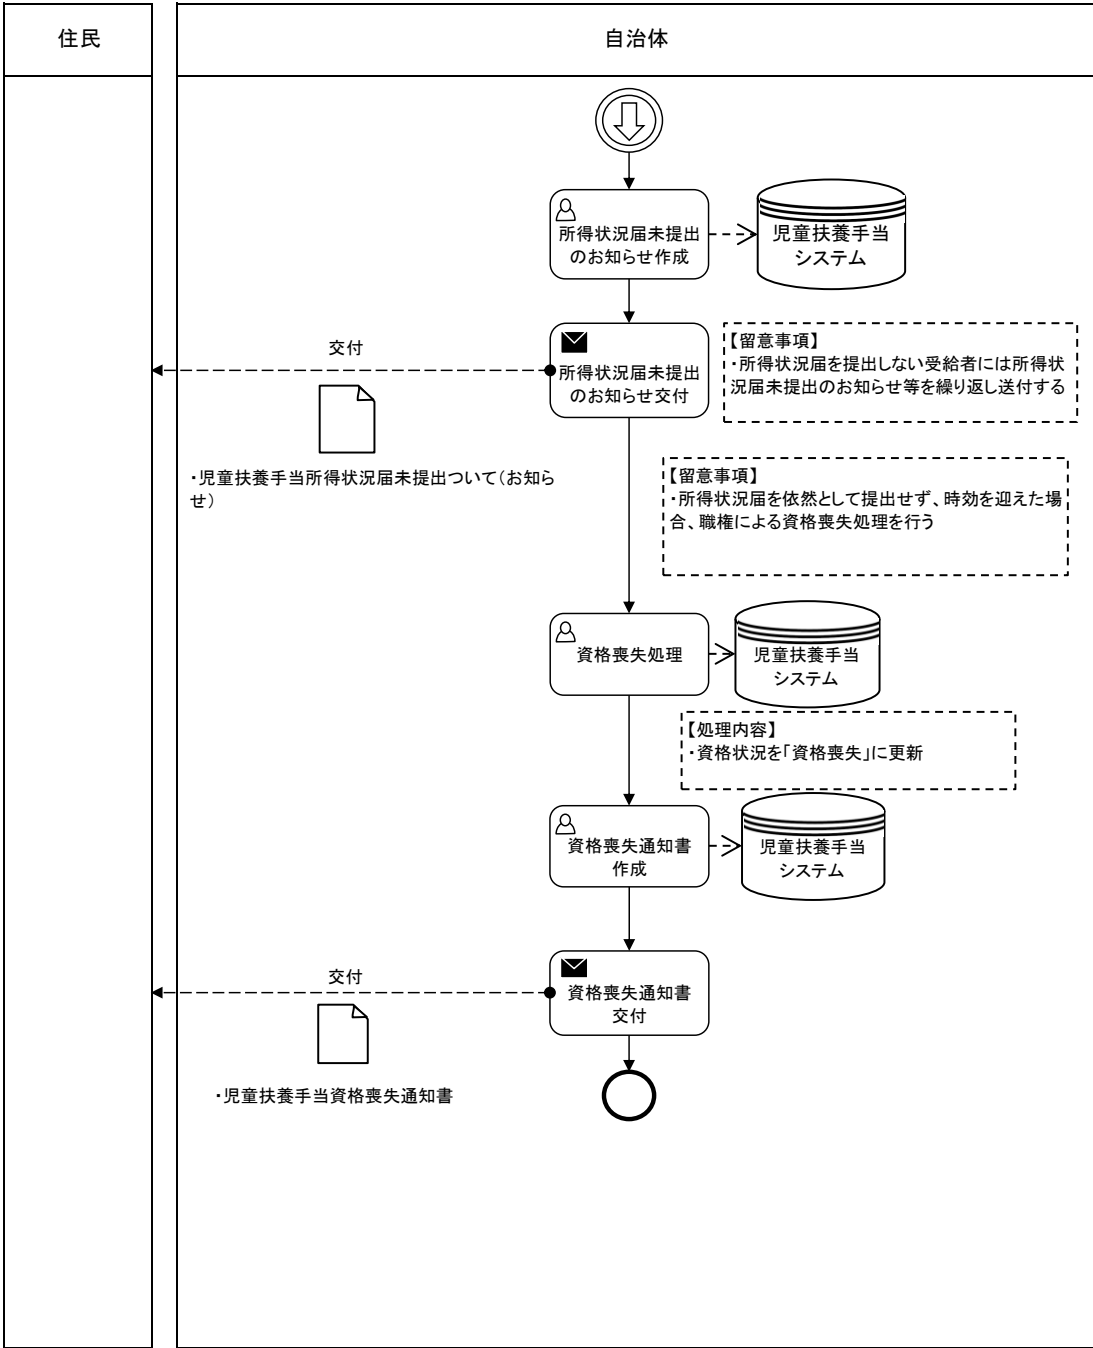 住民
自治体
所得状況届未提出
のお知らせ作成
児童扶養手当
システム
交付
所得状況届未提出
のお知らせ交付
【留意事項】
・所得状況届を提出しない受給者には所得状
況届未提出のお知らせ等を繰り返し送付する
・児童扶養手当所得状況届未提出ついて（お知ら
せ）
【留意事項】
・所得状況届を依然として提出せず、時効を迎えた場
合、職権による資格喪失処理を行う
資格喪失処理
児童扶養手当
システム
【処理内容】
・資格状況を「資格喪失」に更新
資格喪失通知書
作成
児童扶養手当
システム
交付
資格喪失通知書
交付
・児童扶養手当資格喪失通知書